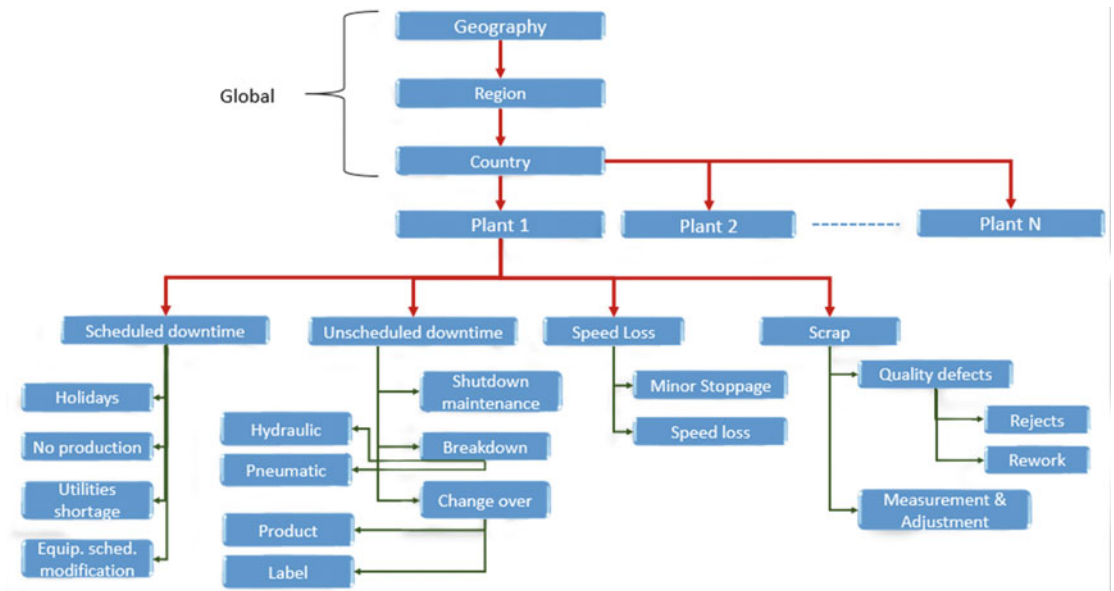 Geography
Global
Region
Country
Plant 1
Plant 2
Plant N
Scheduled downtime
Unscheduled downtime
Speed Loss
Scrap
Holidays
No production
Utilities
shortage
Equip. sched.
modification
Shutdown
maintenance
Hydraulic
Breakdown
Pneumatic
Change over
Product
Label
Minor Stoppage
Speed loss
Quality defects
Rejects
Rework
Measurement &
Adjustment